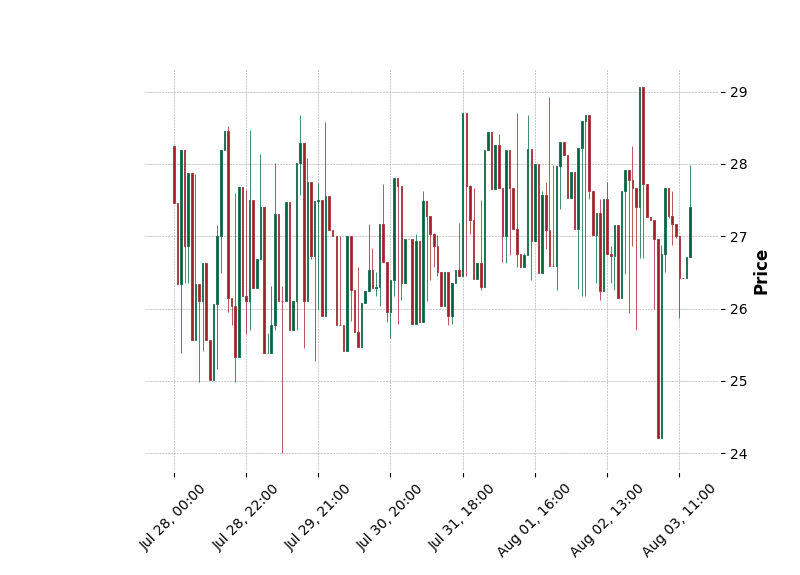 29
28
27
26
25
24
Price
Jul 28, 00:00
Jul 28, 22:00
Jul 29, 21:00
Jul 30, 20:00
Jul 31, 18:00
Aug 01, 16:00
Aug 02, 13:00
Aug 03, 11:00